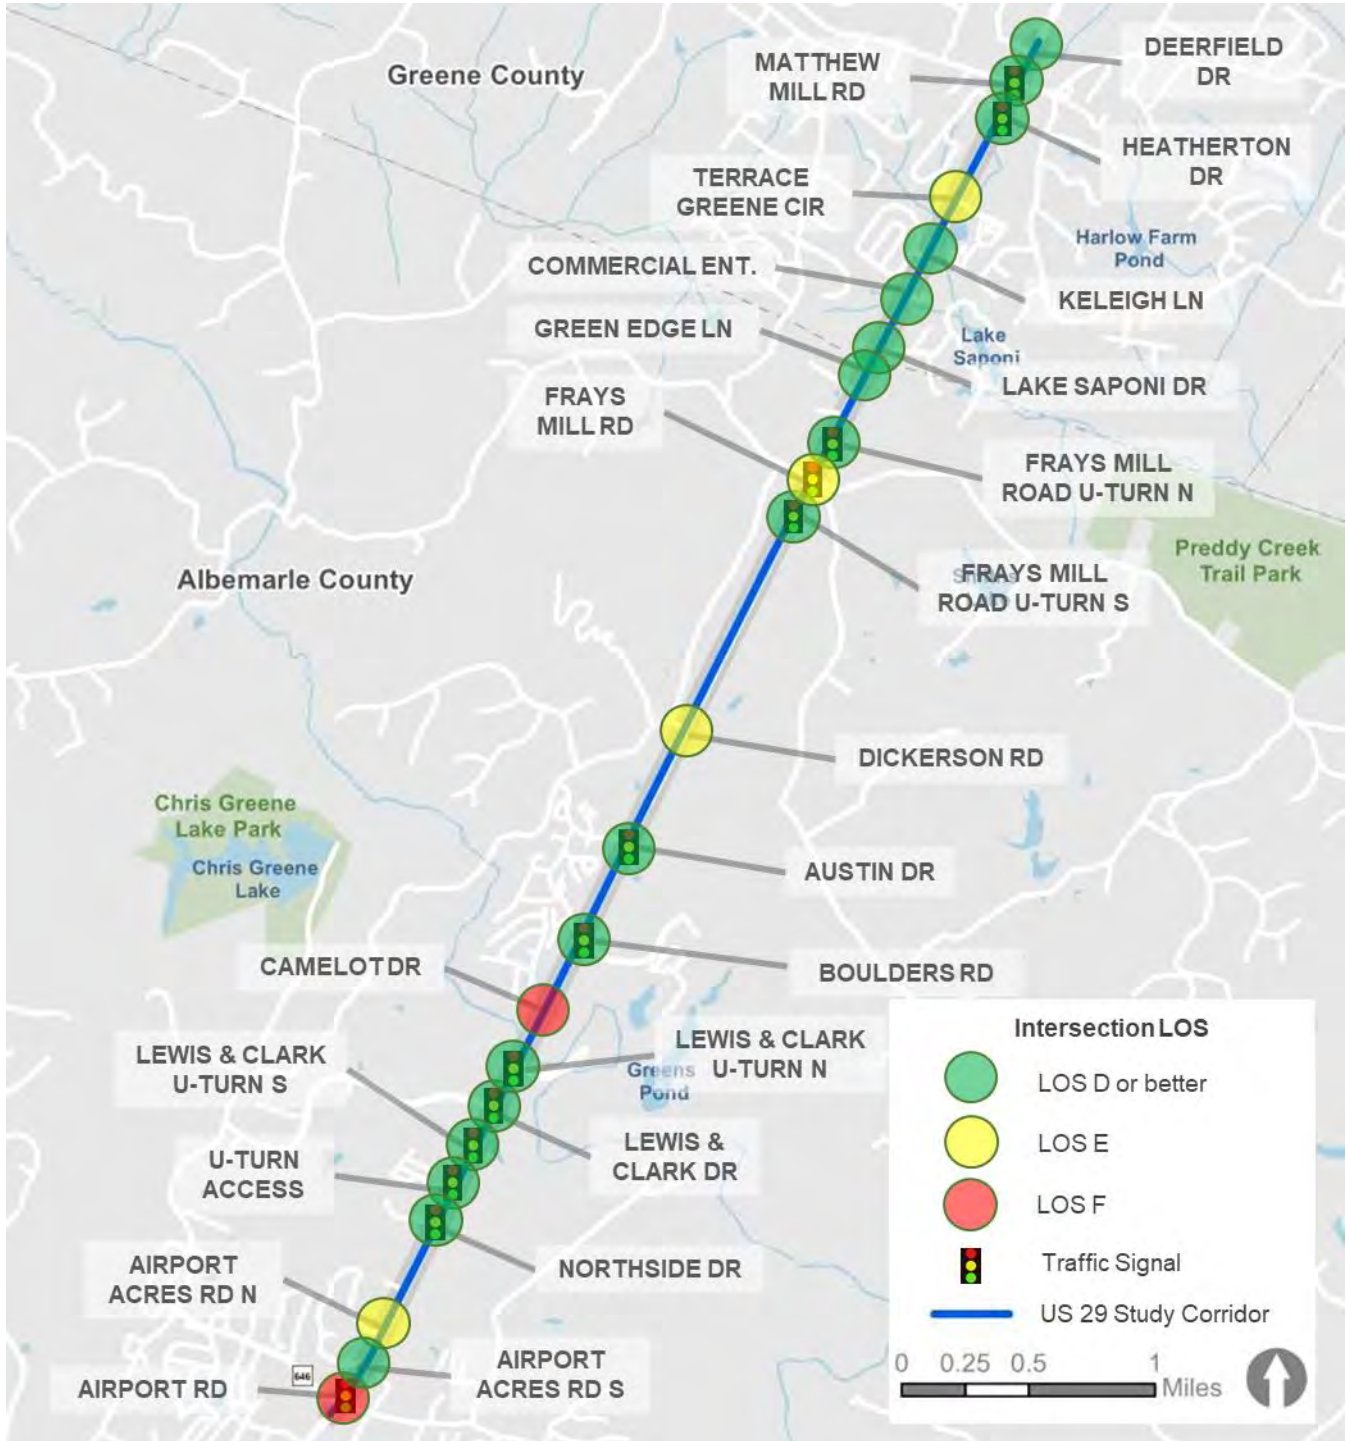 Greene County
DEERFIELD
DR
MATTHEW
MILL RD
HEATHERTON
DR
TERRACE
GREENE CIR
Harlow Farm
Pond
COMMERCIAL ENT.
KELEIGH LN
GREEN EDGE LN
Lake
Saponi
LAKE SAPONI DR
FRAYS
MILL RD
FRAYS MILL
ROAD U-TURN N
Preddy Creek
Trail Park
Albemarle County
FRAYS MILL
ROAD U-TURN S
DICKERSON RD
Chris Greene
Lake Park
Chris Greene
Lake
AUSTIN DR
CAMELOT DR
BOULDERS RD
LEWIS & CLARK
U-TURN S
LEWIS & CLARK
U-TURN N
Greens
Pond
U-TURN
ACCESS
LEWIS &
CLARK DR
AIRPORT
ACRES RD N
NORTHSIDE DR
646
AIRPORT RD
AIRPORT
ACRES RD S
Intersection LOS
LOS D or better
LOS E
LOS F
Traffic Signal
US 29 Study Corridor
0 0.25 0.5 1
Miles